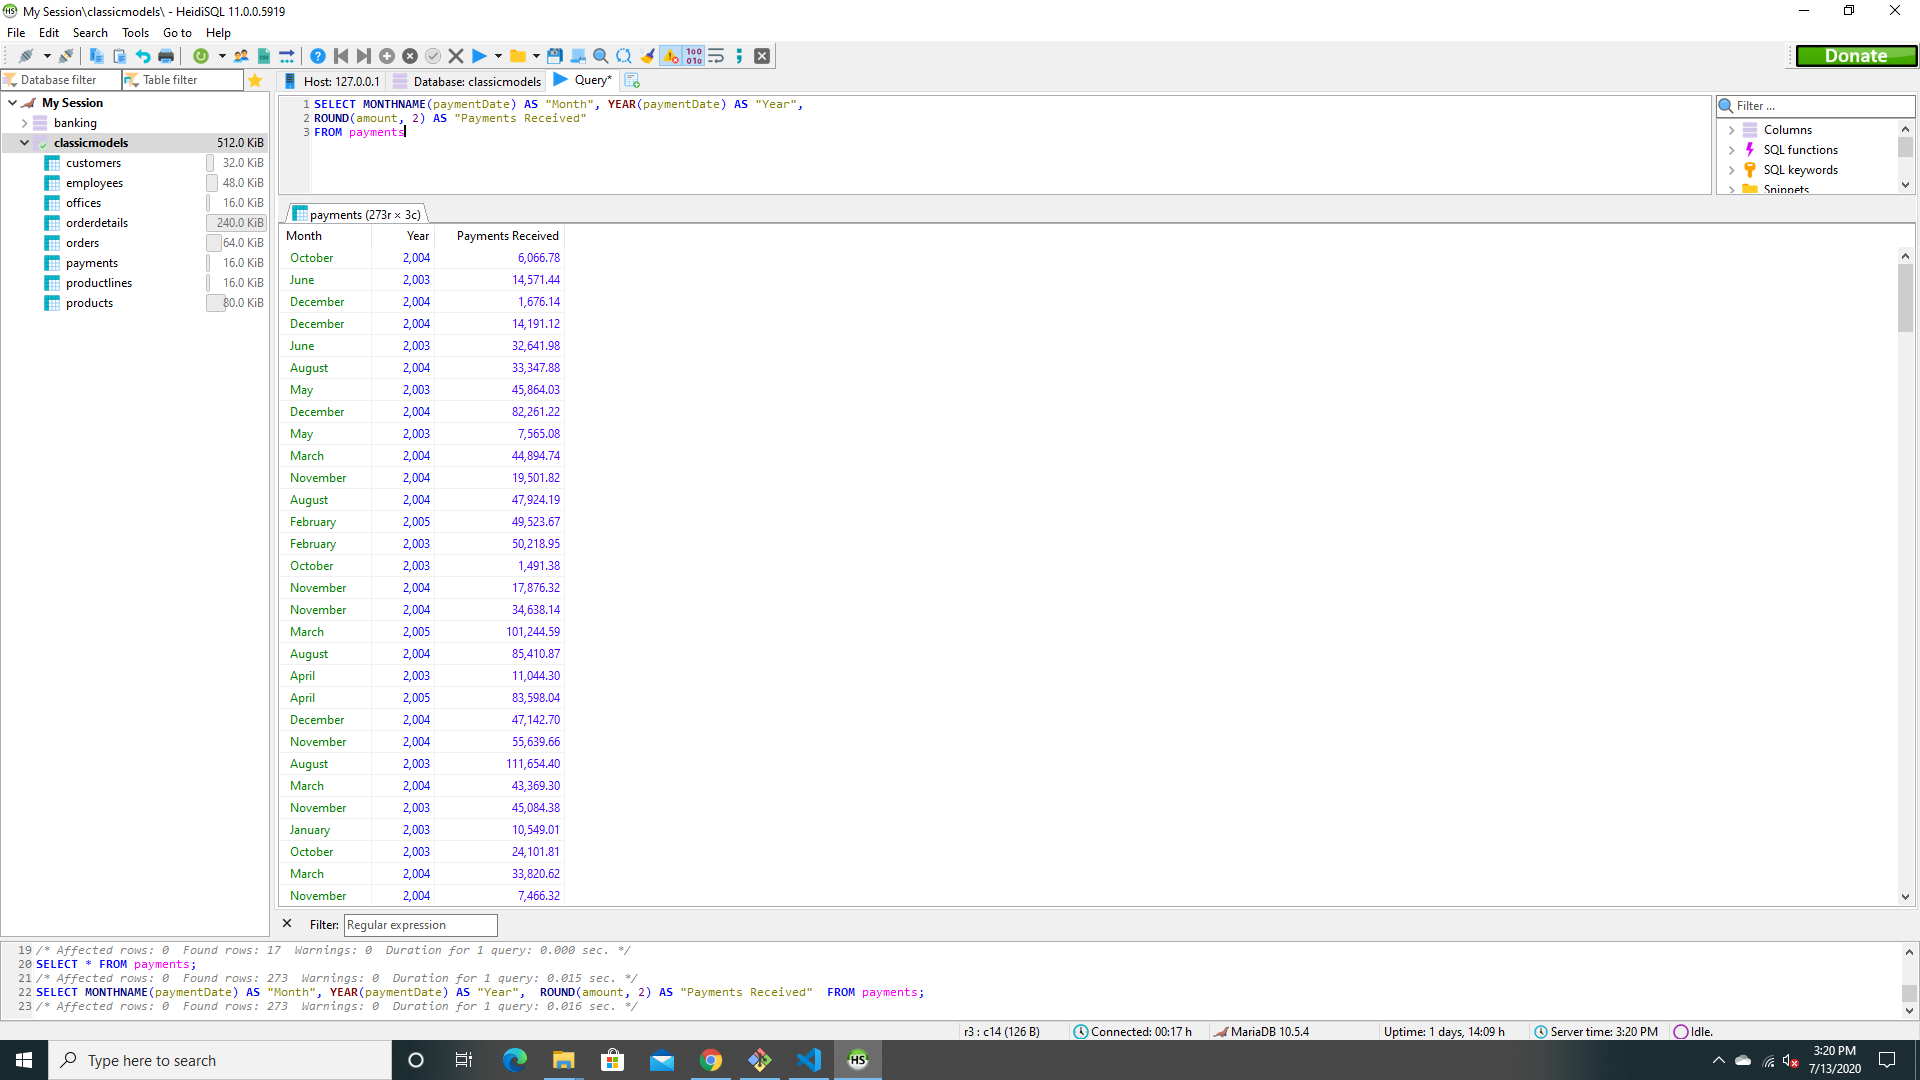 My Session\classicmodels\ - HeidiSQL 11.0.0.5919
File Edit Search Tools Go to Help
Donate
Database filter Table filter
Host: 127.0.0.1 Database: classicmodels Query*
My Session
banking
classicmodels 512.0 KiB
customers 32.0 KiB
employees 48.0 KiB
offices 16.0 KiB
orderdetails 240.0 KiB
orders 64.0 KiB
payments 16.0 KiB
productlines 16.0 KiB
products 80.0 KiB
1 SELECT MONTHNAME(paymentDate) AS "Month", YEAR(paymentDate) AS "Year",
2 ROUND(amount, 2) AS "Payments Received"
3 FROM payments
Filter ...
Columns
SQL functions
SQL keywords
Snippets
payments (273r × 3c)
Month Year Payments Received
October 2,004 6,066.78
June 2,003 14,571.44
December 2,004 1,676.14
December 2,004 14,191.12
June 2,003 32,641.98
August 2,004 33,347.88
May 2,003 45,864.03
December 2,004 82,261.22
May 2,003 7,565.08
March 2,004 44,894.74
November 2,004 19,501.82
August 2,004 47,924.19
February 2,005 49,523.67
February 2,003 50,218.95
October 2,003 1,491.38
November 2,004 17,876.32
November 2,004 34,638.14
March 2,005 101,244.59
August 2,004 85,410.87
April 2,003 11,044.30
April 2,005 83,598.04
December 2,004 47,142.70
November 2,004 55,639.66
August 2,003 111,654.40
March 2,004 43,369.30
November 2,003 45,084.38
January 2,003 10,549.01
October 2,003 24,101.81
March 2,004 33,820.62
November 2,004 7,466.32
Filter: Regular expression
19 /* Affected rows: 0 Found rows: 17 Warnings: 0 Duration for 1 query: 0.000 sec. */
20 SELECT * FROM payments;
21 /* Affected rows: 0 Found rows: 273 Warnings: 0 Duration for 1 query: 0.015 sec. */
22 SELECT MONTHNAME(paymentDate) AS "Month", YEAR(paymentDate) AS "Year", ROUND(amount, 2) AS "Payments Received" FROM payments;
23 /* Affected rows: 0 Found rows: 273 Warnings: 0 Duration for 1 query: 0.016 sec. */
r3 : c14 (126 B) Connected: 00:17 h MariaDB 10.5.4 Uptime: 1 days, 14:09 h Server time: 3:20 PM Idle.
Type here to search
HS
3:20 PM
7/13/2020